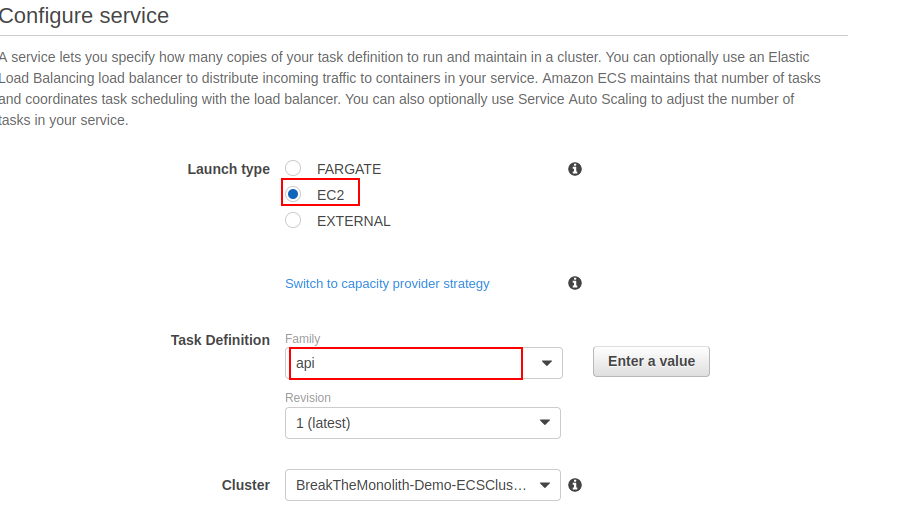 Configure service
A service lets you specify how many copies of your task definition to run and maintain in a cluster. You can optionally use an Elastic
Load Balancing load balancer to distribute incoming traffic to containers in your service. Amazon ECS maintains that number of tasks
and coordinates task scheduling with the load balancer. You can also optionally use Service Auto Scaling to adjust the number of
tasks in your service.
Launch type FARGATE
EC2
EXTERNAL
Switch to capacity provider strategy
Task Definition Family
api Enter a value
Revision
1 (latest)
Cluster BreakTheMonolith-Demo-ECSClus...